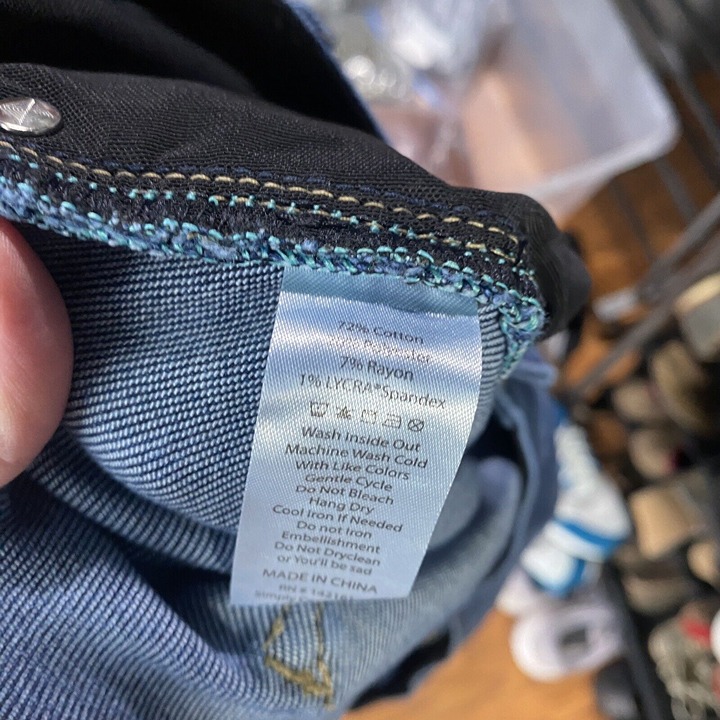 72% Cotton
7% Rayon
1% LYCRA®Spandex
Wash Inside Out
Machine Wash Cold
With Like Colors
Gentle Cycle
Do Not Bleach
Hang Dry
Cool Iron If Needed
Do not Iron
Embellishment
Do Not Dryclean
or You'll be sad
MADE IN CHINA
RN #
Simply